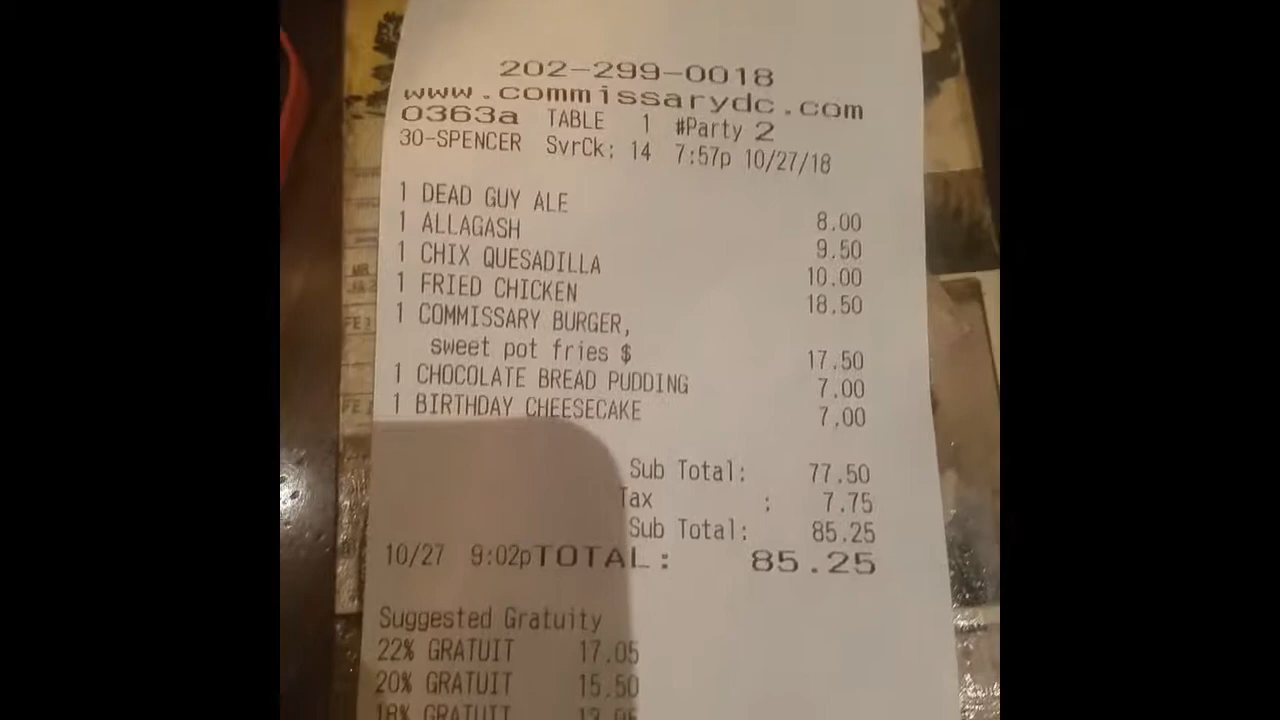 202-299-0018
www.commissarydc.com
0363a TABLE 1 #Party 2
30-SPENCER SvrCk: 14 7:57p 10/27/18
1 DEAD GUY ALE 8.00
1 ALLAGASH 9.50
1 CHIX QUESADILLA 10.00
1 FRIED CHICKEN 18.50
1 COMMISSARY BURGER,
sweet pot fries $ 17.50
1 CHOCOLATE BREAD PUDDING 7.00
1 BIRTHDAY CHEESECAKE 7.00
Sub Total: 77.50
Tax : 7.75
Sub Total: 85.25
10/27 9:02p TOTAL: 85.25
Suggested Gratuity
22% GRATUIT 17.05
20% GRATUIT 15.50
18% GRATUIT